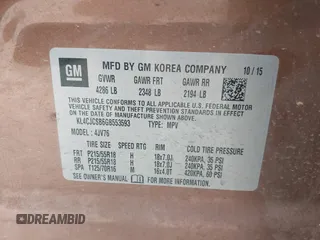 GM
MFD BY GM KOREA COMPANY 10/15
GVWR GAWR FRT GAWR RR
4286 LB 2348 LB 2194 LB
THIS VEHICLE CONFORMS TO ALL APPLICABLE U.S. FEDERAL MOTOR
VEHICLE SAFETY, BUMPER, AND THEFT PREVENTION STANDARDS IN
EFFECT ON THE DATE OF MANUFACTURE SHOWN ABOVE.
TYPE: MPV
MODEL: 4JV76
TIRE SIZE SPEED RTG RIM COLD TIRE PRESSURE
FRT P215/55R18 H 18x7.0J 240KPA, 35 PSI
RR P215/55R18 H 18x7.0J 240KPA, 35 PSI
SPA T125/70R16 M 16x4.0T 420KPA, 60 PSI
SEE OWNER'S MANUAL FOR ADDITIONAL INFORMATION.
DREAMBID